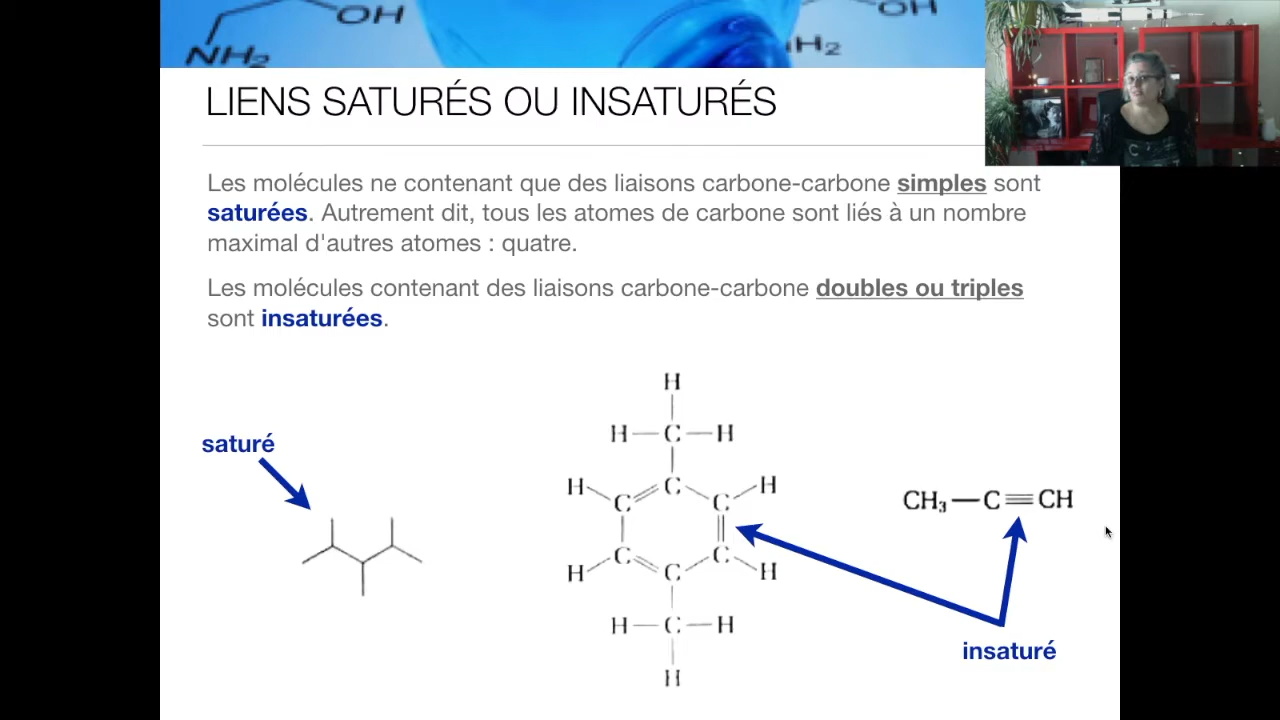 OH
OH
NH₂
H₂
LIENS SATURÉS OU INSATURÉS
Les molécules ne contenant que des liaisons carbone-carbone simples sont
saturées. Autrement dit, tous les atomes de carbone sont liés à un nombre
maximal d'autres atomes : quatre.
Les molécules contenant des liaisons carbone-carbone doubles ou triples
sont insaturées.
saturé
H
H—C—H
H C H
C C
CH₃—C≡CH
C C
H C H
H—C—H
insaturé
H